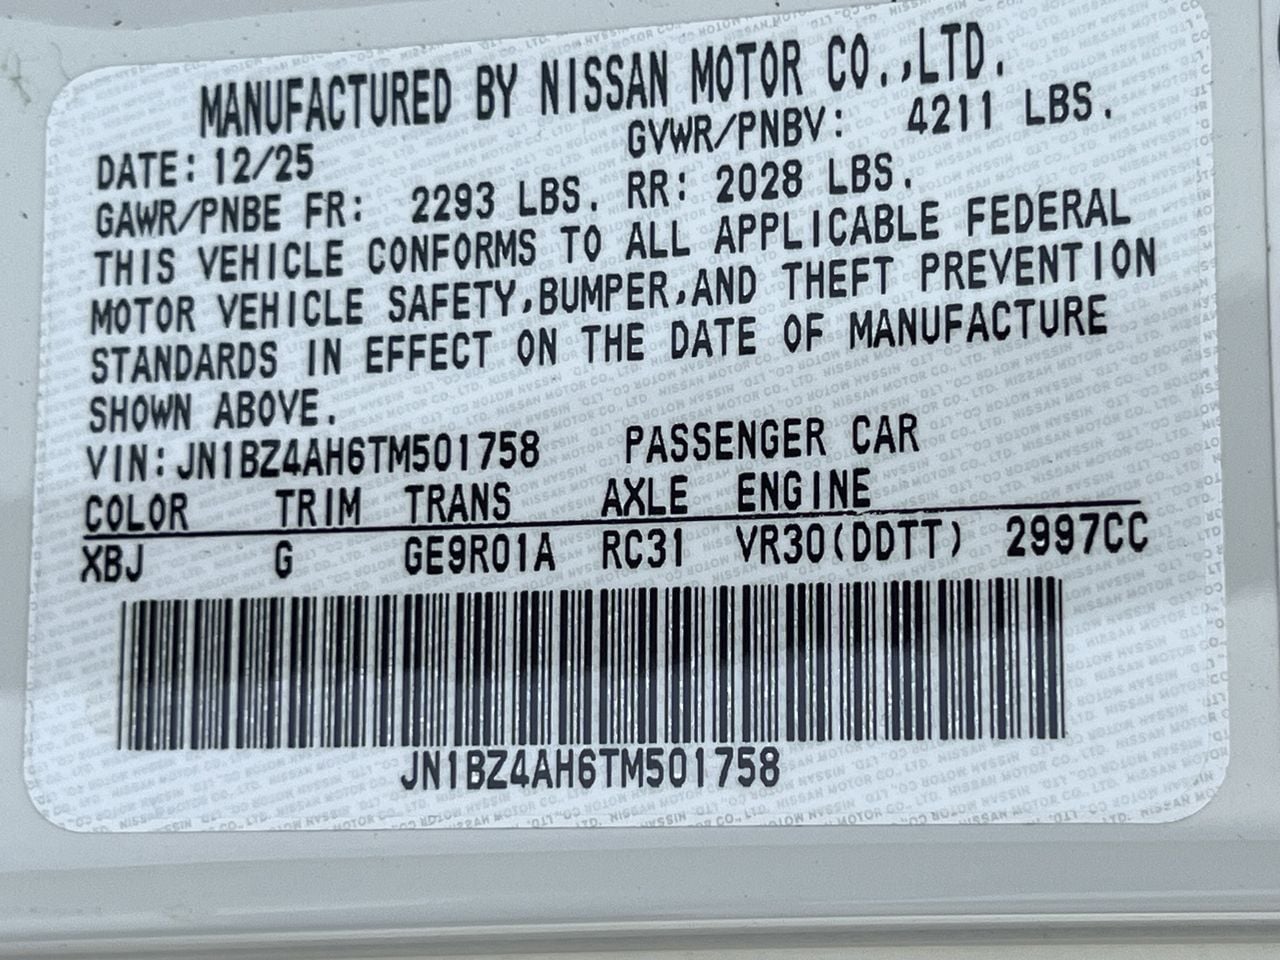 MANUFACTURED BY NISSAN MOTOR CO.,LTD.
DATE: 12/25 GVWR/PNBV: 4211 LBS.
GAWR/PNBE FR: 2293 LBS. RR: 2028 LBS.
THIS VEHICLE CONFORMS TO ALL APPLICABLE FEDERAL
MOTOR VEHICLE SAFETY,BUMPER,AND THEFT PREVENTION
STANDARDS IN EFFECT ON THE DATE OF MANUFACTURE
SHOWN ABOVE.
VIN: JN1BZ4AH6TM501758 PASSENGER CAR
COLOR TRIM TRANS AXLE ENGINE
XBJ G GE9R01A RC31 VR30(DDTT) 2997CC
JN1BZ4AH6TM501758